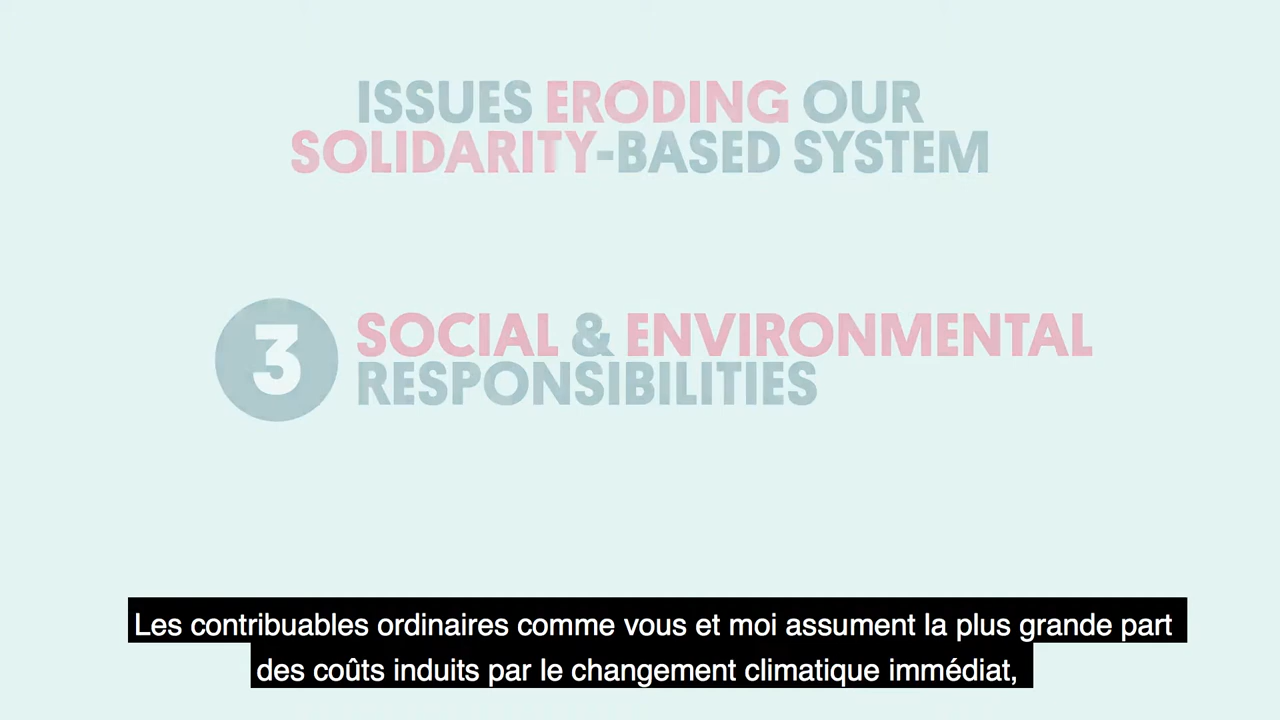 ISSUES ERODING OUR
SOLIDARITY-BASED SYSTEM
3
SOCIAL & ENVIRONMENTAL
RESPONSIBILITIES
Les contribuables ordinaires comme vous et moi assument la plus grande part
des coûts induits par le changement climatique immédiat,